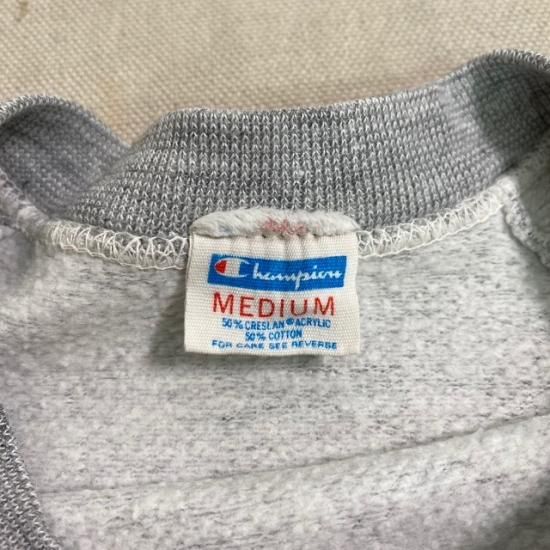 Champion
MEDIUM
50% CRESLAN® ACRYLIC
50% COTTON
FOR CARE SEE REVERSE